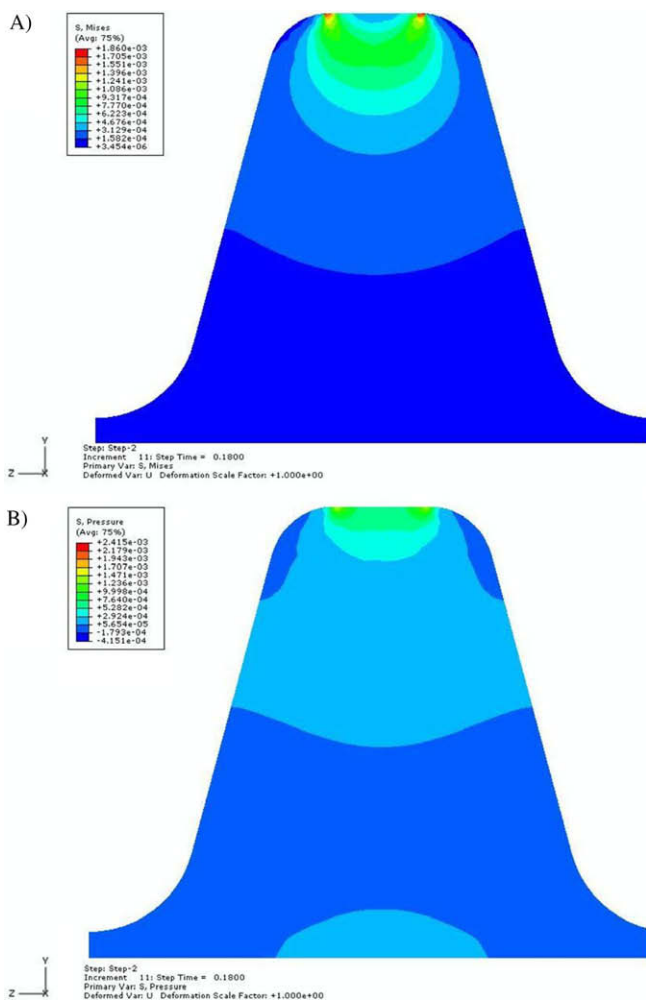 A)
S, Mises
(Avg: 75%)
+1.860e-03
+1.705e-03
+1.551e-03
+1.396e-03
+1.241e-03
+1.086e-03
+9.317e-04
+7.770e-04
+6.223e-04
+4.676e-04
+3.129e-04
+1.582e-04
+3.454e-06
Y
Z X
Step: Step-2
Increment 11: Step Time = 0.1800
Primary Var: S, Mises
Deformed Var: U Deformation Scale Factor: +1.000e+00
B)
S, Pressure
(Avg: 75%)
+2.415e-03
+2.179e-03
+1.943e-03
+1.707e-03
+1.471e-03
+1.236e-03
+9.998e-04
+7.640e-04
+5.282e-04
+2.924e-04
+5.654e-05
-1.793e-04
-4.151e-04
Y
Z X
Step: Step-2
Increment 11: Step Time = 0.1800
Primary Var: S, Pressure
Deformed Var: U Deformation Scale Factor: +1.000e+00